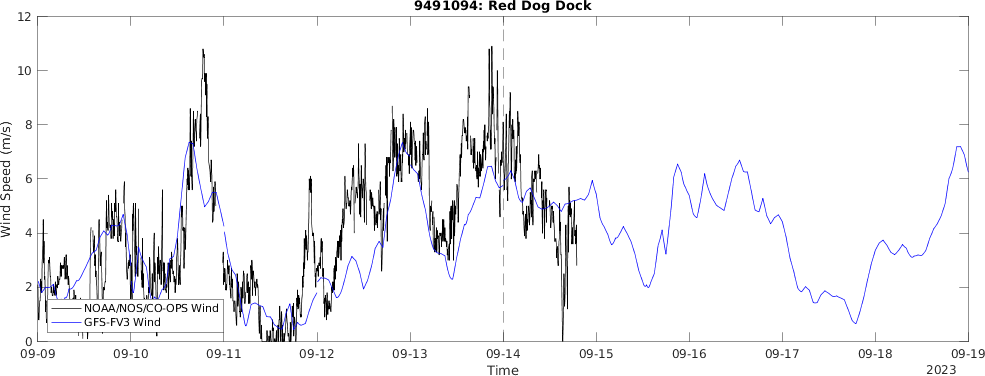 9491094: Red Dog Dock
Wind Speed (m/s)
12
10
8
6
4
2
0
NOAA/NOS/CO-OPS Wind
GFS-FV3 Wind
09-09 09-10 09-11 09-12 09-13 09-14 09-15 09-16 09-17 09-18 09-19
Time
2023